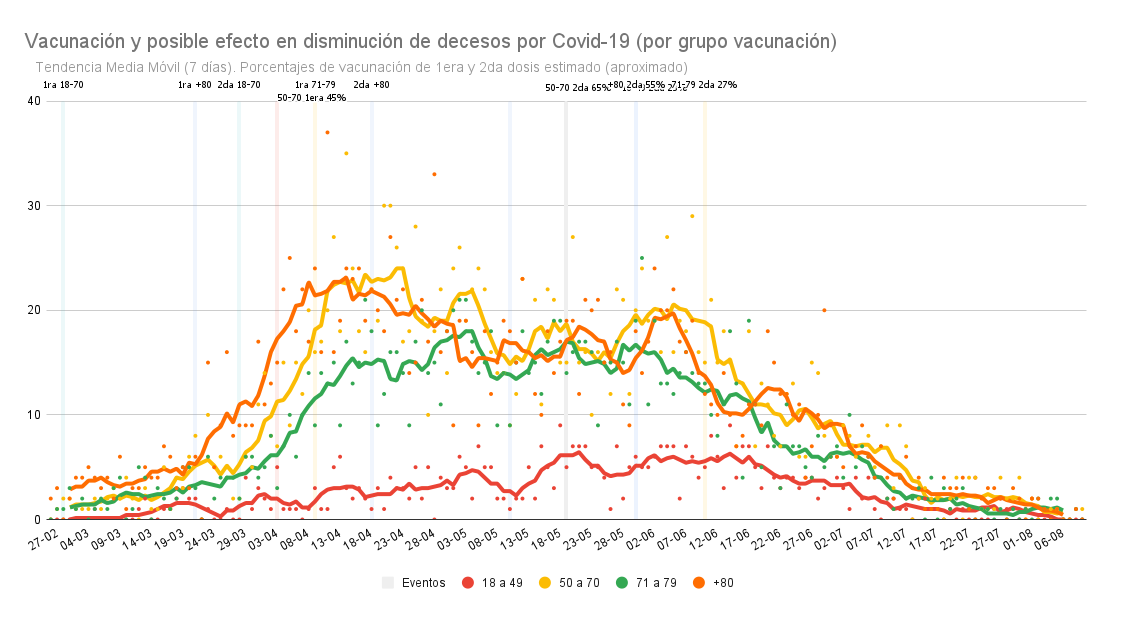 Vacunación y posible efecto en disminución de decesos por Covid-19 (por grupo vacunación)
Tendencia Media Móvil (7 días). Porcentajes de vacunación de 1era y 2da dosis estimado (aproximado)
1ra 18-70 1ra +80 2da 18-70 1ra 71-79 2da +80 50-70 2da 65% +80 2da 55% 71-79 2da 27%
50-70 1era 45%
40
30
20
10
0
27-02 04-03 09-03 14-03 19-03 24-03 29-03 03-04 08-04 13-04 18-04 23-04 28-04 03-05 08-05 13-05 18-05 23-05 28-05 02-06 07-06 12-06 17-06 22-06 27-06 02-07 07-07 12-07 17-07 22-07 27-07 01-08 06-08
Eventos 18 a 49 50 a 70 71 a 79 +80